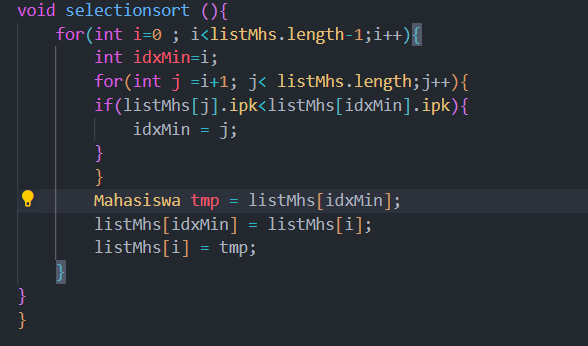 void selectionsort (){
for(int i=0 ; i<listMhs.length-1;i++){
int idxMin=i;
for(int j =i+1; j< listMhs.length;j++){
if(listMhs[j].ipk<listMhs[idxMin].ipk){
idxMin = j;
}
}
Mahasiswa tmp = listMhs[idxMin];
listMhs[idxMin] = listMhs[i];
listMhs[i] = tmp;
}
}
}